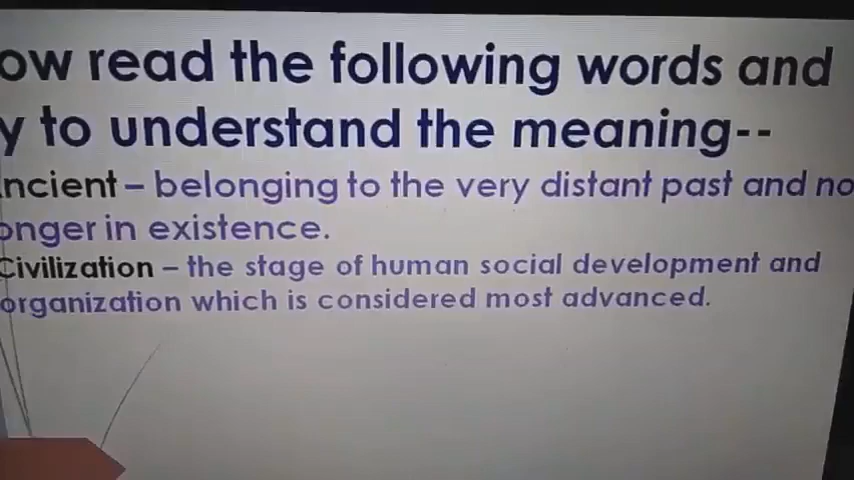 ow read the following words and
y to understand the meaning--
ncient – belonging to the very distant past and no
onger in existence.
Civilization – the stage of human social development and
organization which is considered most advanced.